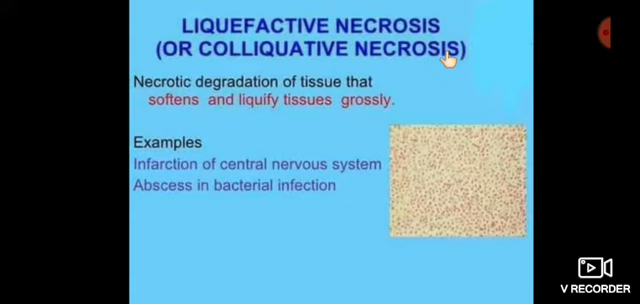 LIQUEFACTIVE NECROSIS
(OR COLLIQUATIVE NECROSIS)
Necrotic degradation of tissue that
softens and liquify tissues grossly.
Examples
Infarction of central nervous system
Abscess in bacterial infection
V RECORDER